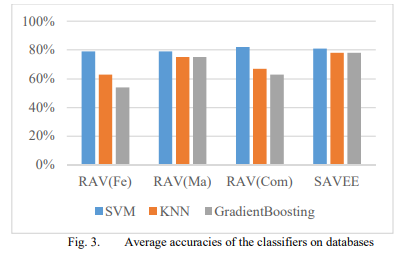 100%
80%
60%
40%
20%
0%
RAV(Fe) RAV(Ma) RAV(Com) SAVEE
SVM KNN GradientBoosting
Fig. 3. Average accuracies of the classifiers on databases